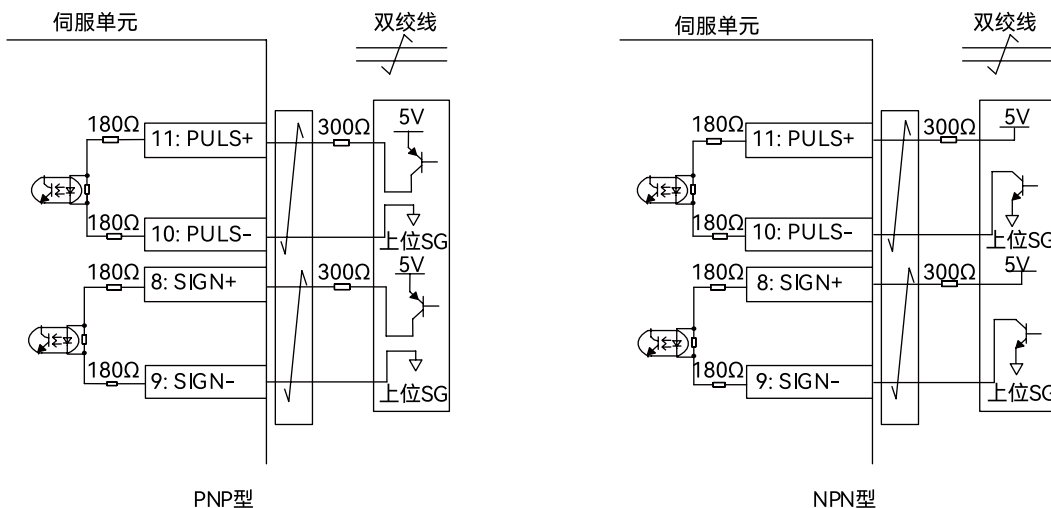 伺服单元
双绞线
180Ω
11: PULS+
300Ω
5V
180Ω
10: PULS-
上位SG
180Ω
8: SIGN+
300Ω
5V
180Ω
9: SIGN-
上位SG
PNP型
伺服单元
双绞线
180Ω
11: PULS+
300Ω
5V
180Ω
10: PULS-
上位SG
180Ω
8: SIGN+
300Ω
5V
180Ω
9: SIGN-
上位SG
NPN型